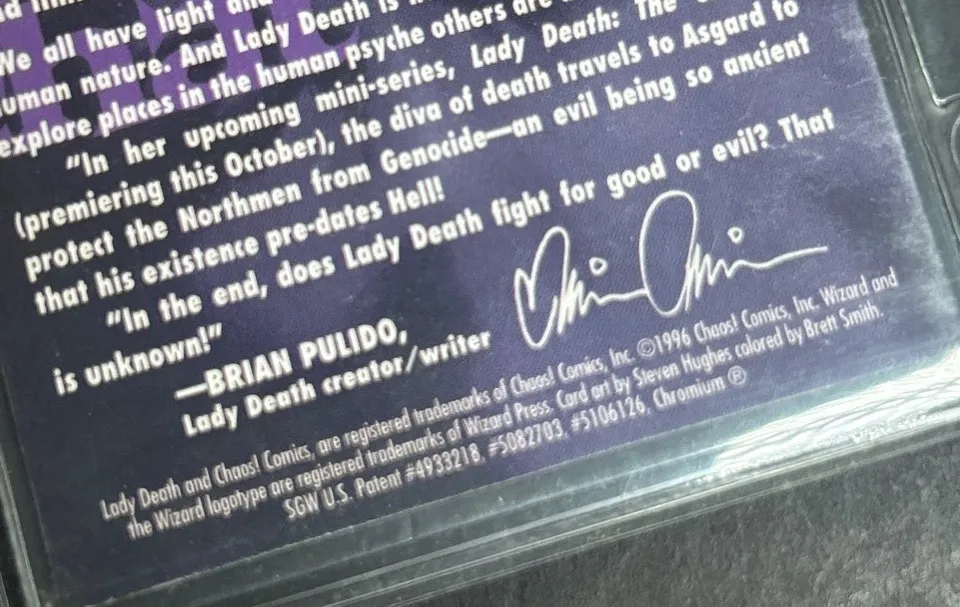 We all have light and
human nature. And Lady Death is
explore places in the human psyche others are
"In her upcoming mini-series, Lady Death: The
(premiering this October), the diva of death travels to Asgard to
protect the Northmen from Genocide—an evil being so ancient
that his existence pre-dates Hell!
"In the end, does Lady Death fight for good or evil? That
is unknown!"
—BRIAN PULIDO,
Lady Death creator/writer
Lady Death and Chaos! Comics, are registered trademarks of Chaos! Comics, Inc. ©1996 Chaos! Comics, Inc. Wizard and
the Wizard logotype are registered trademarks of Wizard Press. Card art by Steven Hughes colored by Brett Smith.
SGW U.S. Patent #4933218, #5082703, #5106126, Chromium ®